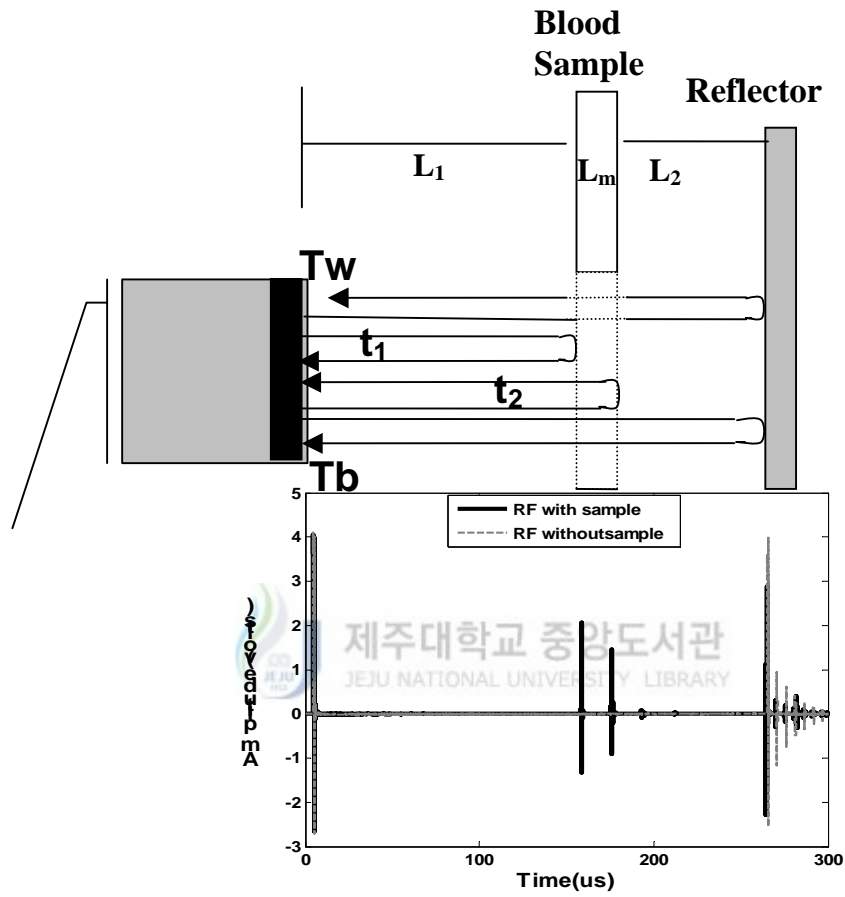 Blood
Sample
Reflector
L₁
Lₘ
L₂
Tw
t₁
t₂
Tb
RF with sample
RF withoutsample
5
4
3
2
1
0
-1
-2
-3
Amplitude(Volts)
제주대학교 중앙도서관
JEJU NATIONAL UNIVERSITY LIBRARY
JEJU
1952
0
100
200
300
Time(us)